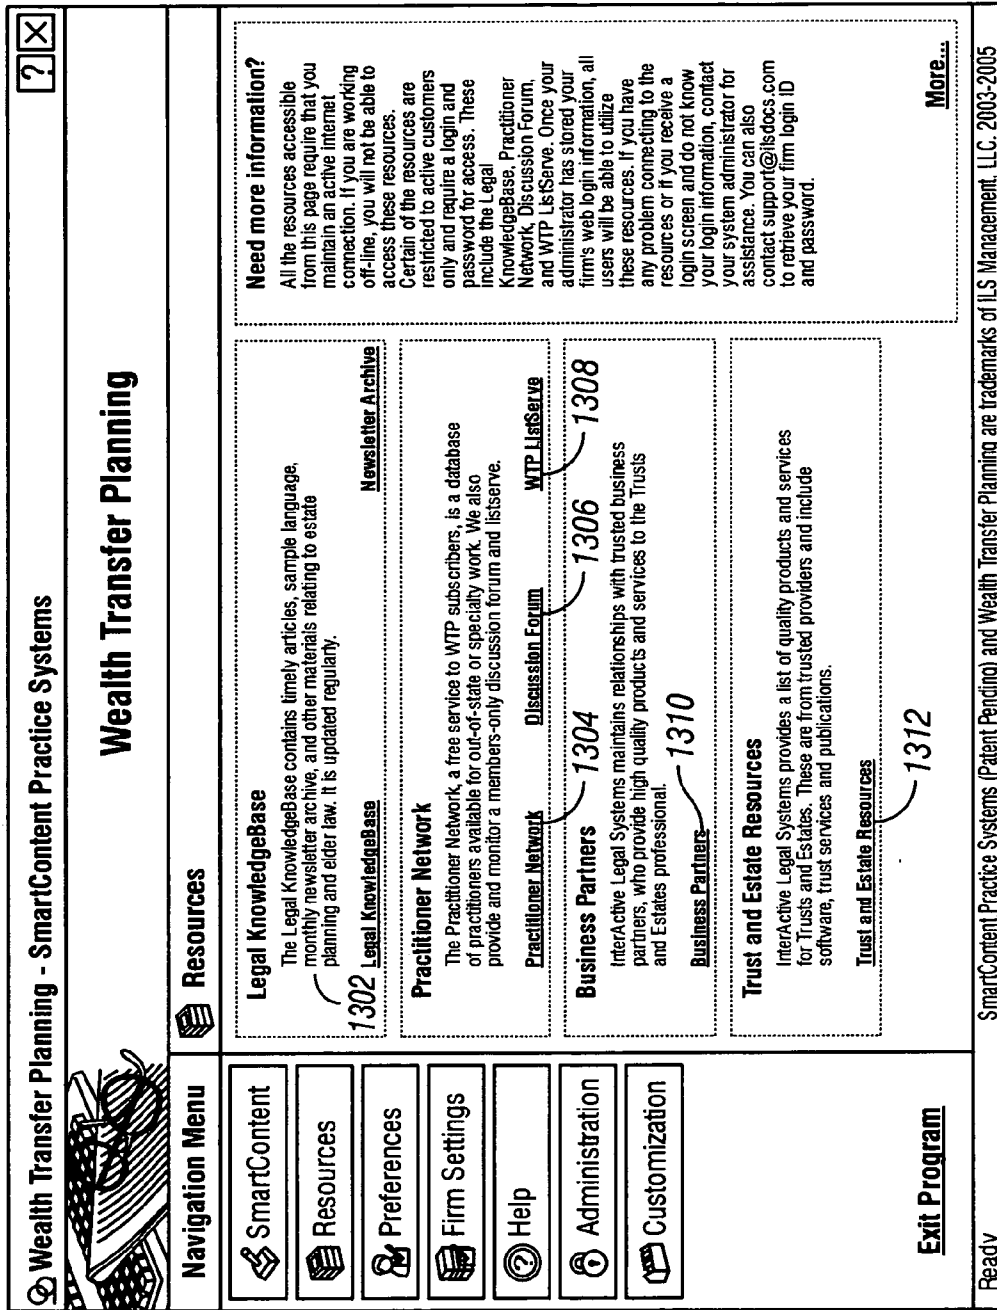 Wealth Transfer Planning - SmartContent Practice Systems
? X
Wealth Transfer Planning
Navigation Menu
SmartContent
Resources
Preferences
Firm Settings
Help
Administration
Customization
Exit Program
Resources
Legal KnowledgeBase
The Legal KnowledgeBase contains timely articles, sample language,
monthly newsletter archive, and other materials relating to estate
planning and elder law. It is updated regularly.
1302
Legal KnowledgeBase
Newsletter Archive
Practitioner Network
The Practitioner Network, a free service to WTP subscribers, is a database
of practitioners available for out-of-state or specialty work. We also
provide and monitor a members-only discussion forum and listserve.
Practitioner Network
Discussion Forum
WTP ListServe
1304
1306
1308
Business Partners
InterActive Legal Systems maintains relationships with trusted business
partners, who provide high quality products and services to the Trusts
and Estates professional.
Business Partners
1310
Trust and Estate Resources
InterActive Legal Systems provides a list of quality products and services
for Trusts and Estates. These are from trusted providers and include
software, trust services and publications.
Trust and Estate Resources
1312
Need more information?
All the resources accessible
from this page require that you
maintain an active internet
connection. If you are working
off-line, you will not be able to
access these resources.
Certain of the resources are
restricted to active customers
only and require a login and
password for access. These
include the Legal
KnowledgeBase, Practitioner
Network, Discussion Forum,
and WTP ListServe. Once your
administrator has stored your
firm's web login information, all
users will be able to utilize
these resources. If you have
any problem connecting to the
resources or if you receive a
login screen and do not know
your login information, contact
your system administrator for
assistance. You can also
contact support@ilsdocs.com
to retrieve your firm login ID
and password.
More...
Ready
SmartContent Practice Systems (Patent Pending) and Wealth Transfer Planning are trademarks of ILS Management, LLC. 2003-2005